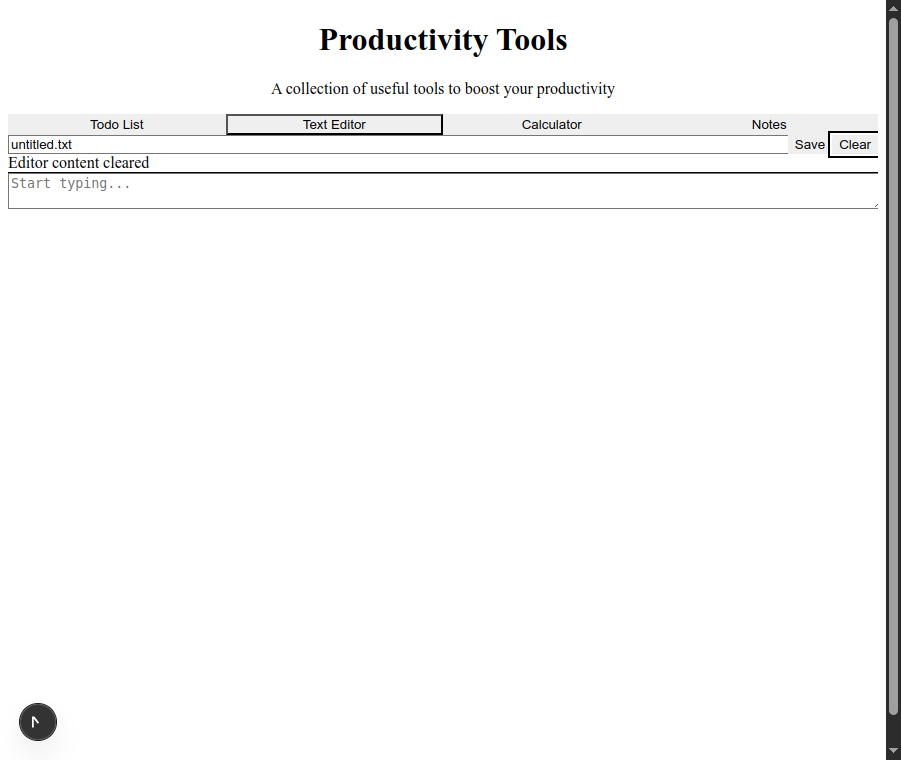 Productivity Tools
A collection of useful tools to boost your productivity
Todo List Text Editor Calculator Notes
untitled.txt Save Clear
Editor content cleared
Start typing...